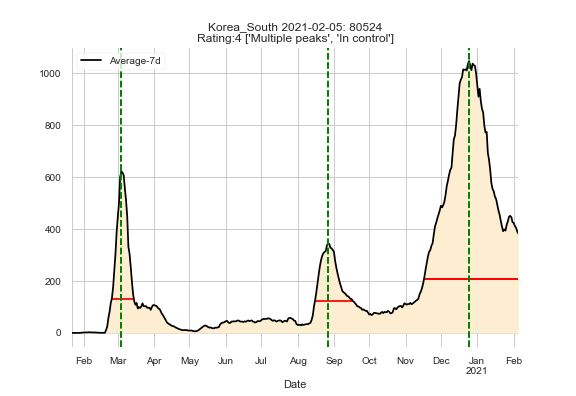 Korea_South 2021-02-05: 80524
Rating:4 ['Multiple peaks', 'In control']
Average-7d
1000
800
600
400
200
0
Feb Mar Apr May Jun Jul Aug Sep Oct Nov Dec Jan Feb
2021
Date